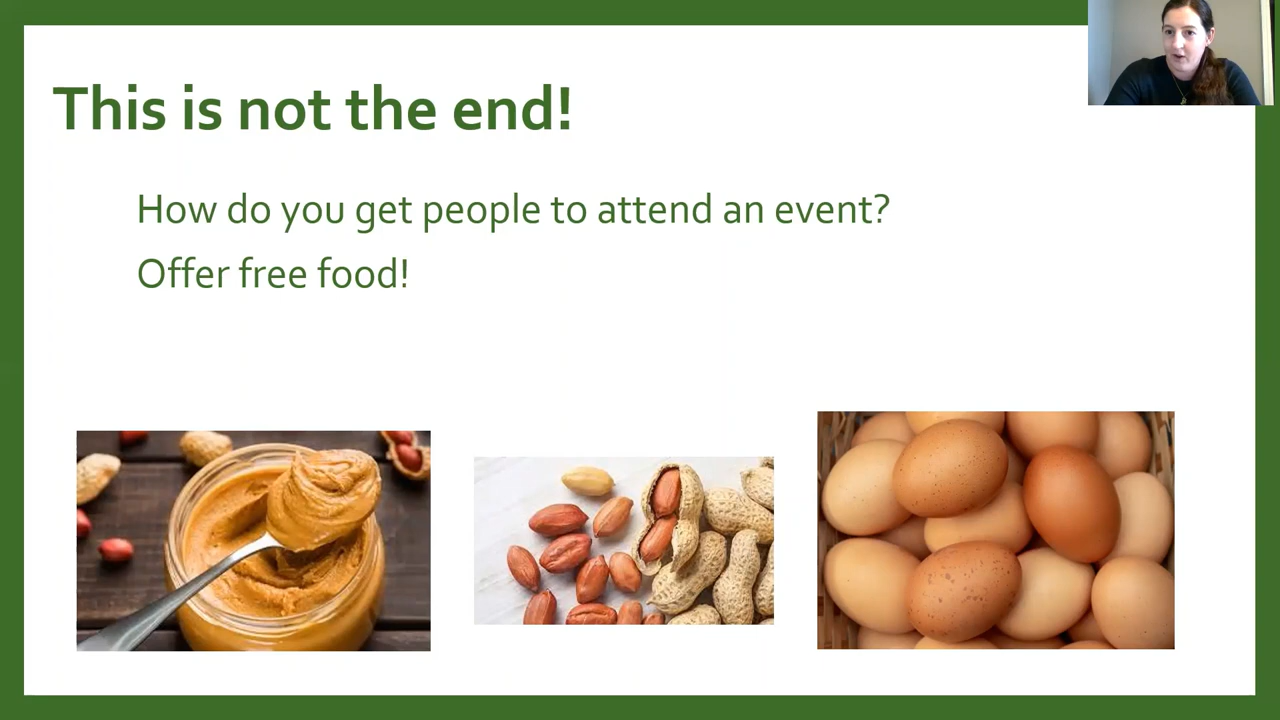 This is not the end!
How do you get people to attend an event?
Offer free food!